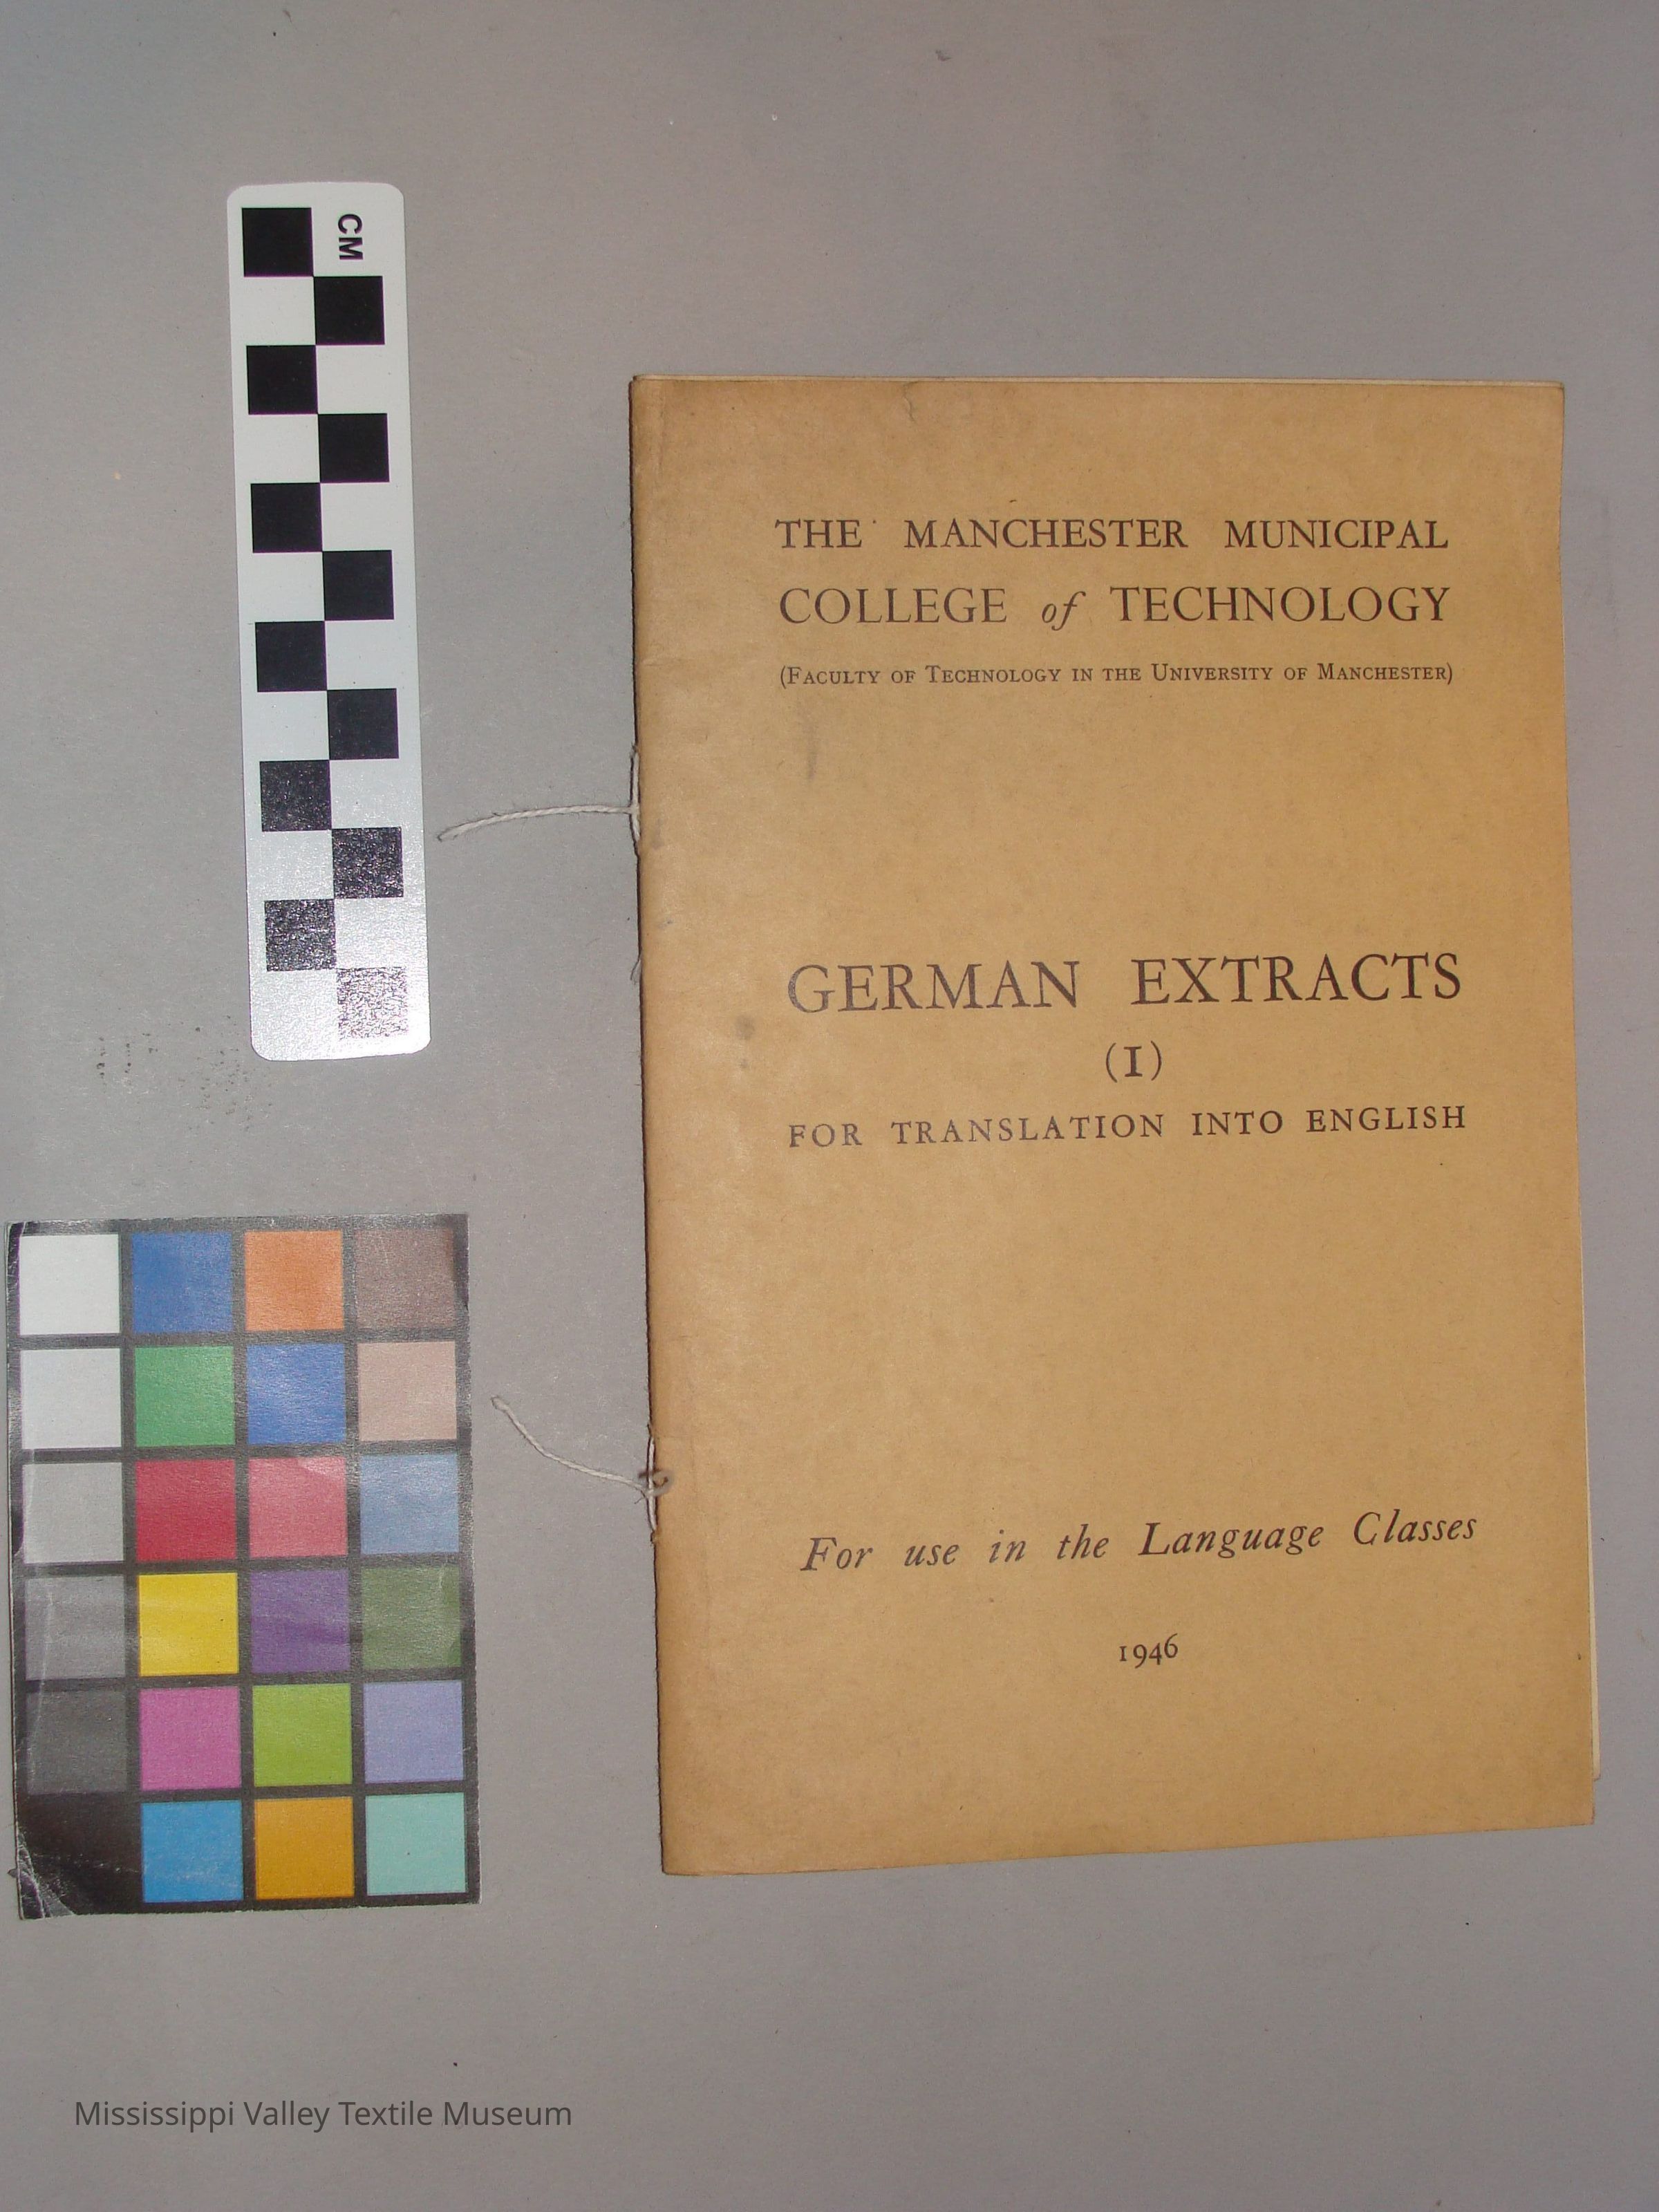 CM
THE MANCHESTER MUNICIPAL
COLLEGE of TECHNOLOGY
(FACULTY OF TECHNOLOGY IN THE UNIVERSITY OF MANCHESTER)
GERMAN EXTRACTS
(I)
FOR TRANSLATION INTO ENGLISH
For use in the Language Classes
1946
Mississippi Valley Textile Museum